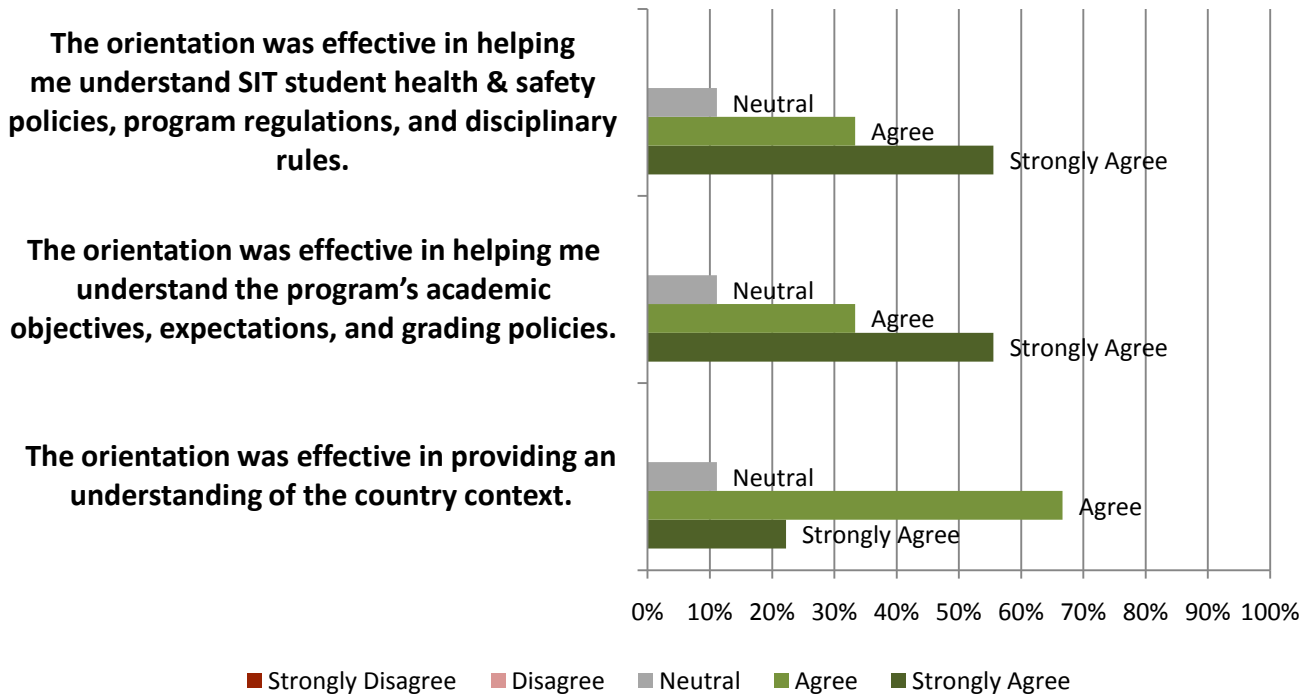 The orientation was effective in helping
me understand SIT student health & safety
policies, program regulations, and disciplinary
rules.
Neutral
Agree
Strongly Agree
The orientation was effective in helping me
understand the program’s academic
objectives, expectations, and grading policies.
Neutral
Agree
Strongly Agree
The orientation was effective in providing an
understanding of the country context.
Neutral
Agree
Strongly Agree
0% 10% 20% 30% 40% 50% 60% 70% 80% 90% 100%
Strongly Disagree Disagree Neutral Agree Strongly Agree